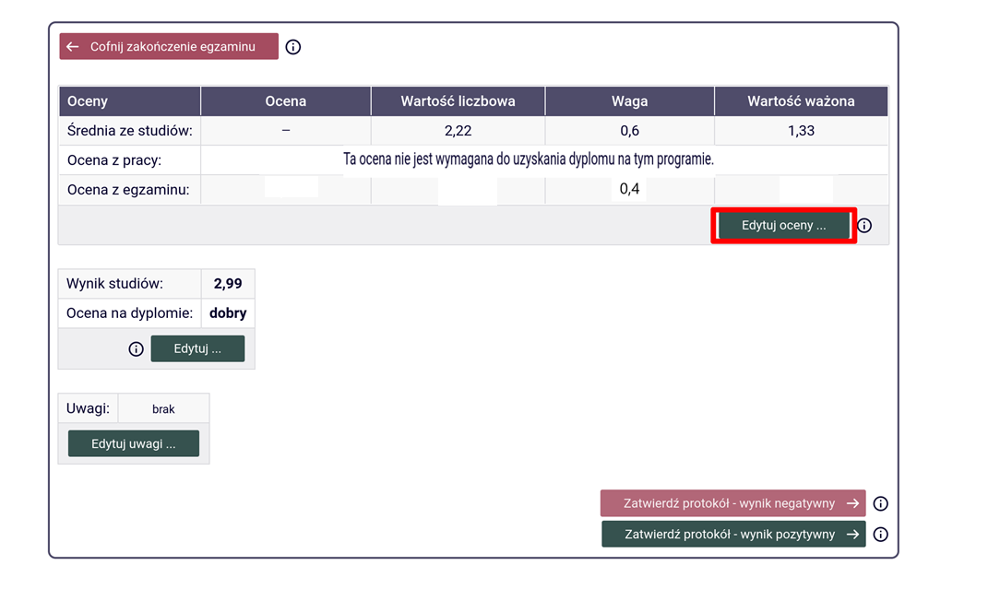 Cofnij zakończenie egzaminu
Oceny Ocena Wartość liczbowa Waga Wartość ważona
Średnia ze studiów: – 2,22 0,6 1,33
Ocena z pracy: Ta ocena nie jest wymagana do uzyskania dyplomu na tym programie.
Ocena z egzaminu: 0,4
Edytuj oceny ...
Wynik studiów: 2,99
Ocena na dyplomie: dobry
Edytuj ...
Uwagi: brak
Edytuj uwagi ...
Zatwierdź protokół - wynik negatywny
Zatwierdź protokół - wynik pozytywny